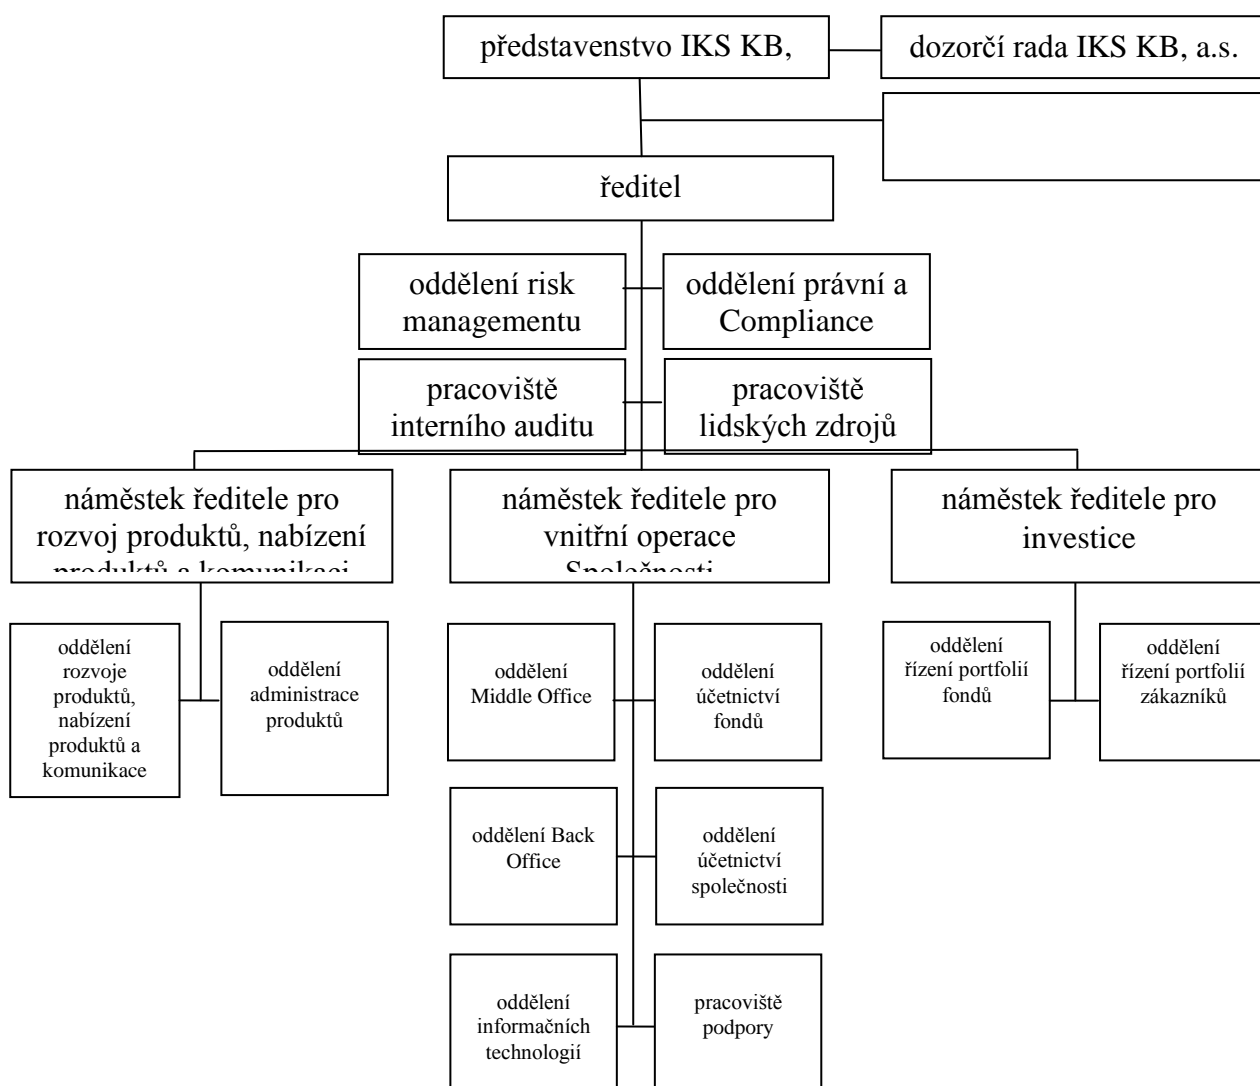 představenstvo IKS KB,
dozorčí rada IKS KB, a.s.
ředitel
oddělení risk
managementu
oddělení právní a
Compliance
pracoviště
interního auditu
pracoviště
lidských zdrojů
náměstek ředitele pro
rozvoj produktů, nabízení
produktů a komunikaci
náměstek ředitele pro
vnitřní operace
Společnosti
náměstek ředitele pro
investice
oddělení
rozvoje
produktů,
nabízení
produktů a
komunikace
oddělení
administrace
produktů
oddělení
Middle Office
oddělení
účetnictví
fondů
oddělení
řízení portfolií
fondů
oddělení
řízení portfolií
zákazníků
oddělení Back
Office
oddělení
účetnictví
společnosti
oddělení
informačních
technologií
pracoviště
podpory